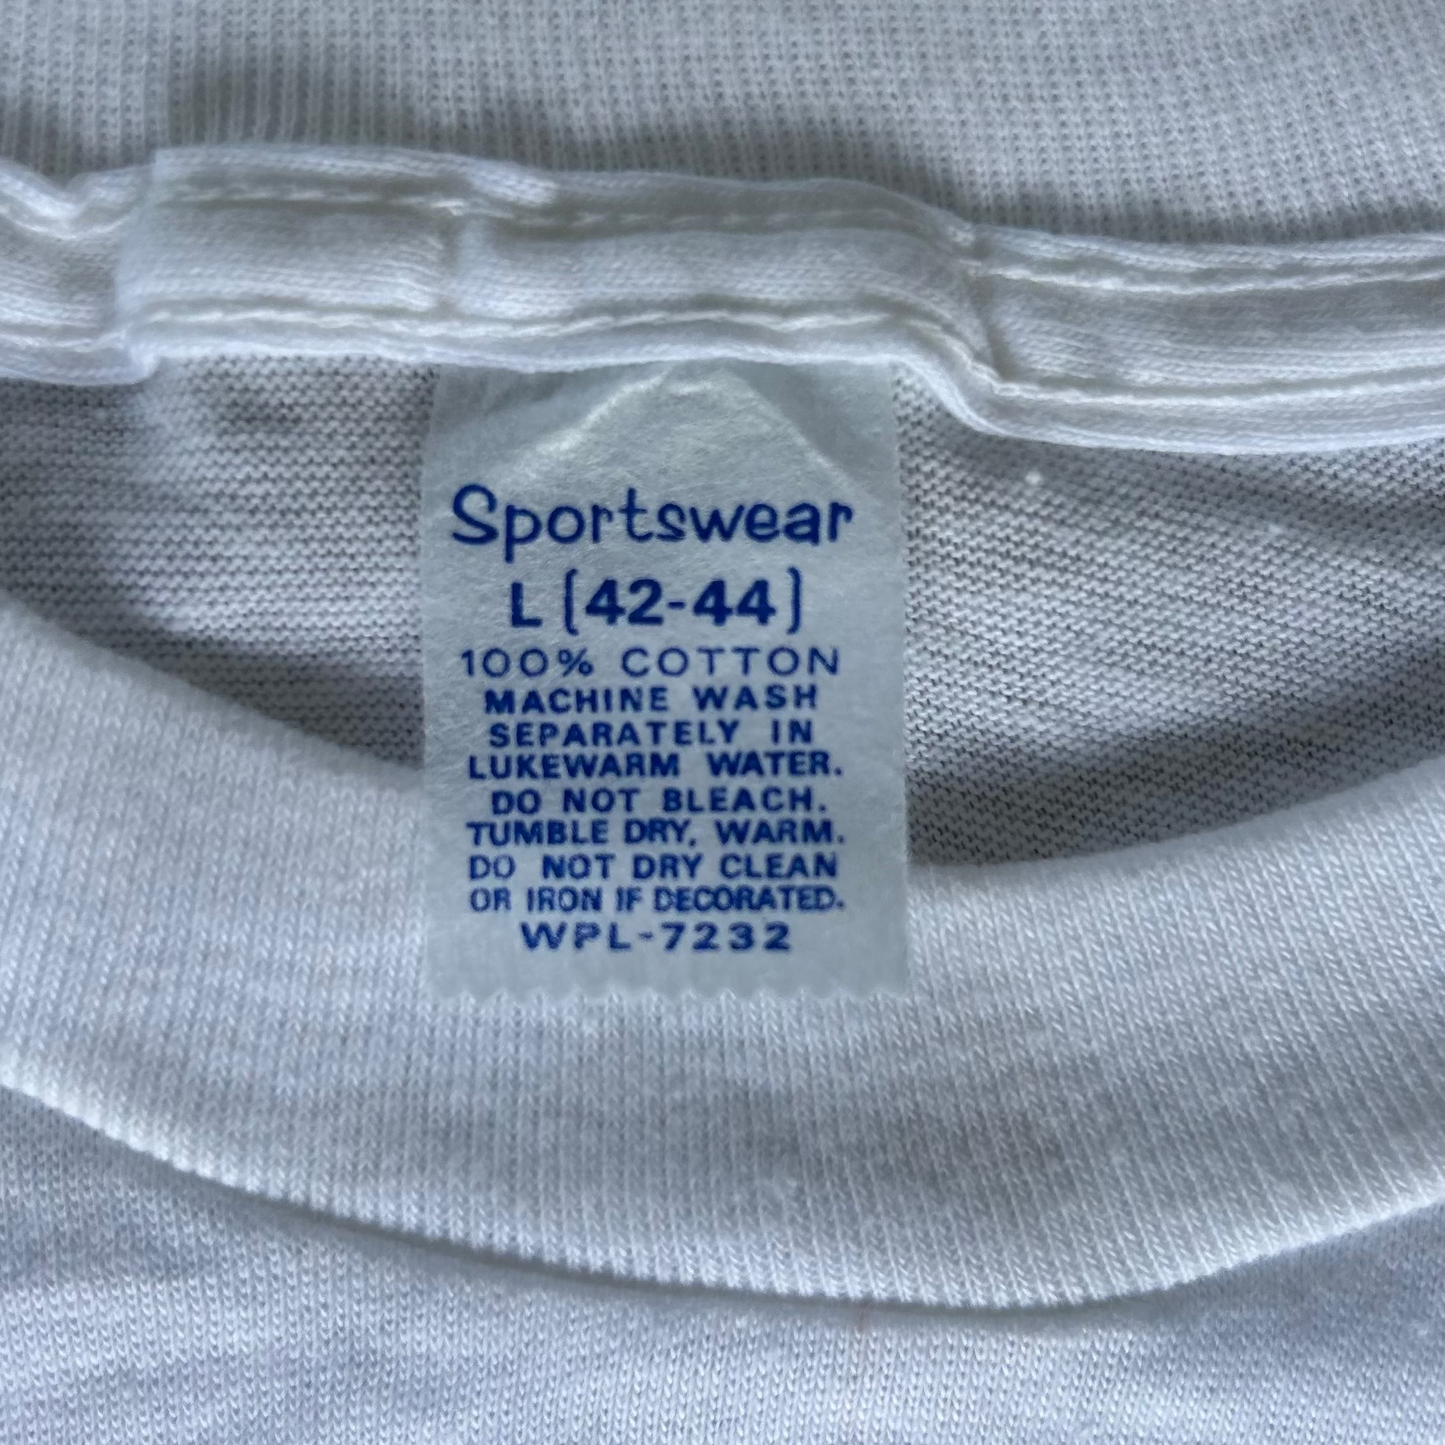 Sportswear
L (42-44)
100% COTTON
MACHINE WASH
SEPARATELY IN
LUKEWARM WATER.
DO NOT BLEACH.
TUMBLE DRY, WARM.
DO NOT DRY CLEAN
OR IRON IF DECORATED.
WPL-7232